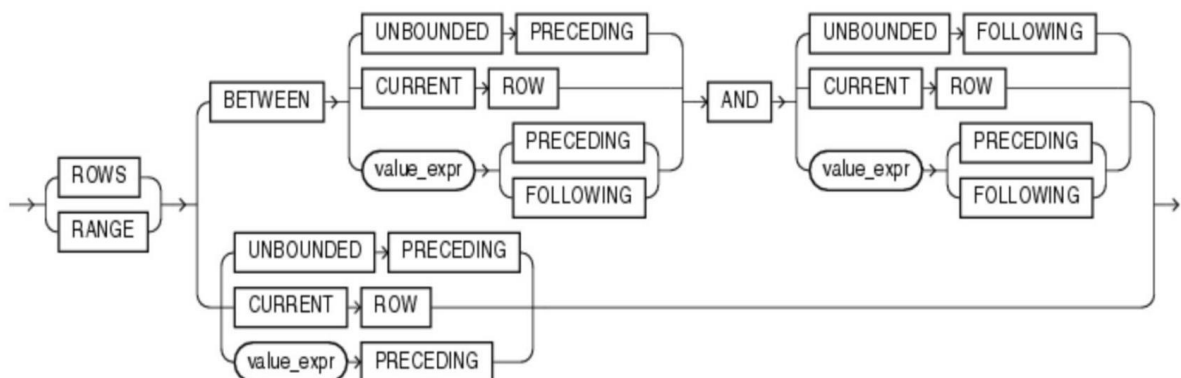 UNBOUNDED PRECEDING UNBOUNDED FOLLOWING
BETWEEN CURRENT ROW AND CURRENT ROW
value_expr PRECEDING value_expr PRECEDING
FOLLOWING FOLLOWING
ROWS
RANGE
UNBOUNDED PRECEDING
CURRENT ROW
value_expr PRECEDING